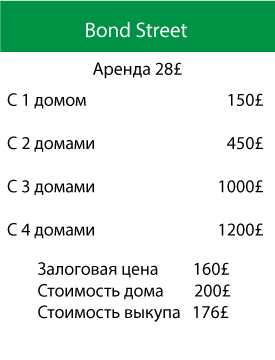 Bond Street
Аренда 28£
С 1 домом 150£
С 2 домами 450£
С 3 домами 1000£
С 4 домами 1200£
Залоговая цена 160£
Стоимость дома 200£
Стоимость выкупа 176£